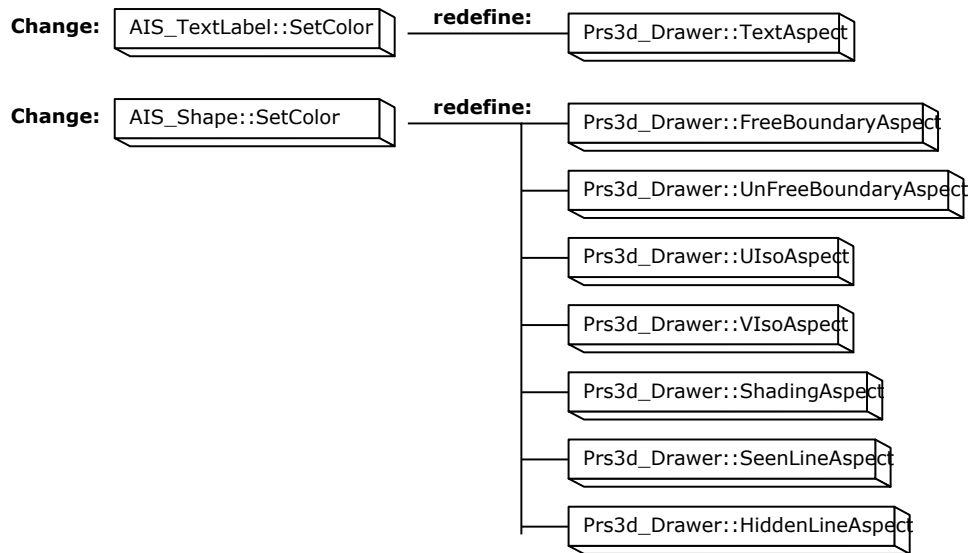 Change: AIS_TextLabel::SetColor redefine: Prs3d_Drawer::TextAspect
Change: AIS_Shape::SetColor redefine: Prs3d_Drawer::FreeBoundaryAspect
Prs3d_Drawer::UnFreeBoundaryAspect
Prs3d_Drawer::UIsoAspect
Prs3d_Drawer::VIsoAspect
Prs3d_Drawer::ShadingAspect
Prs3d_Drawer::SeenLineAspect
Prs3d_Drawer::HiddenLineAspect